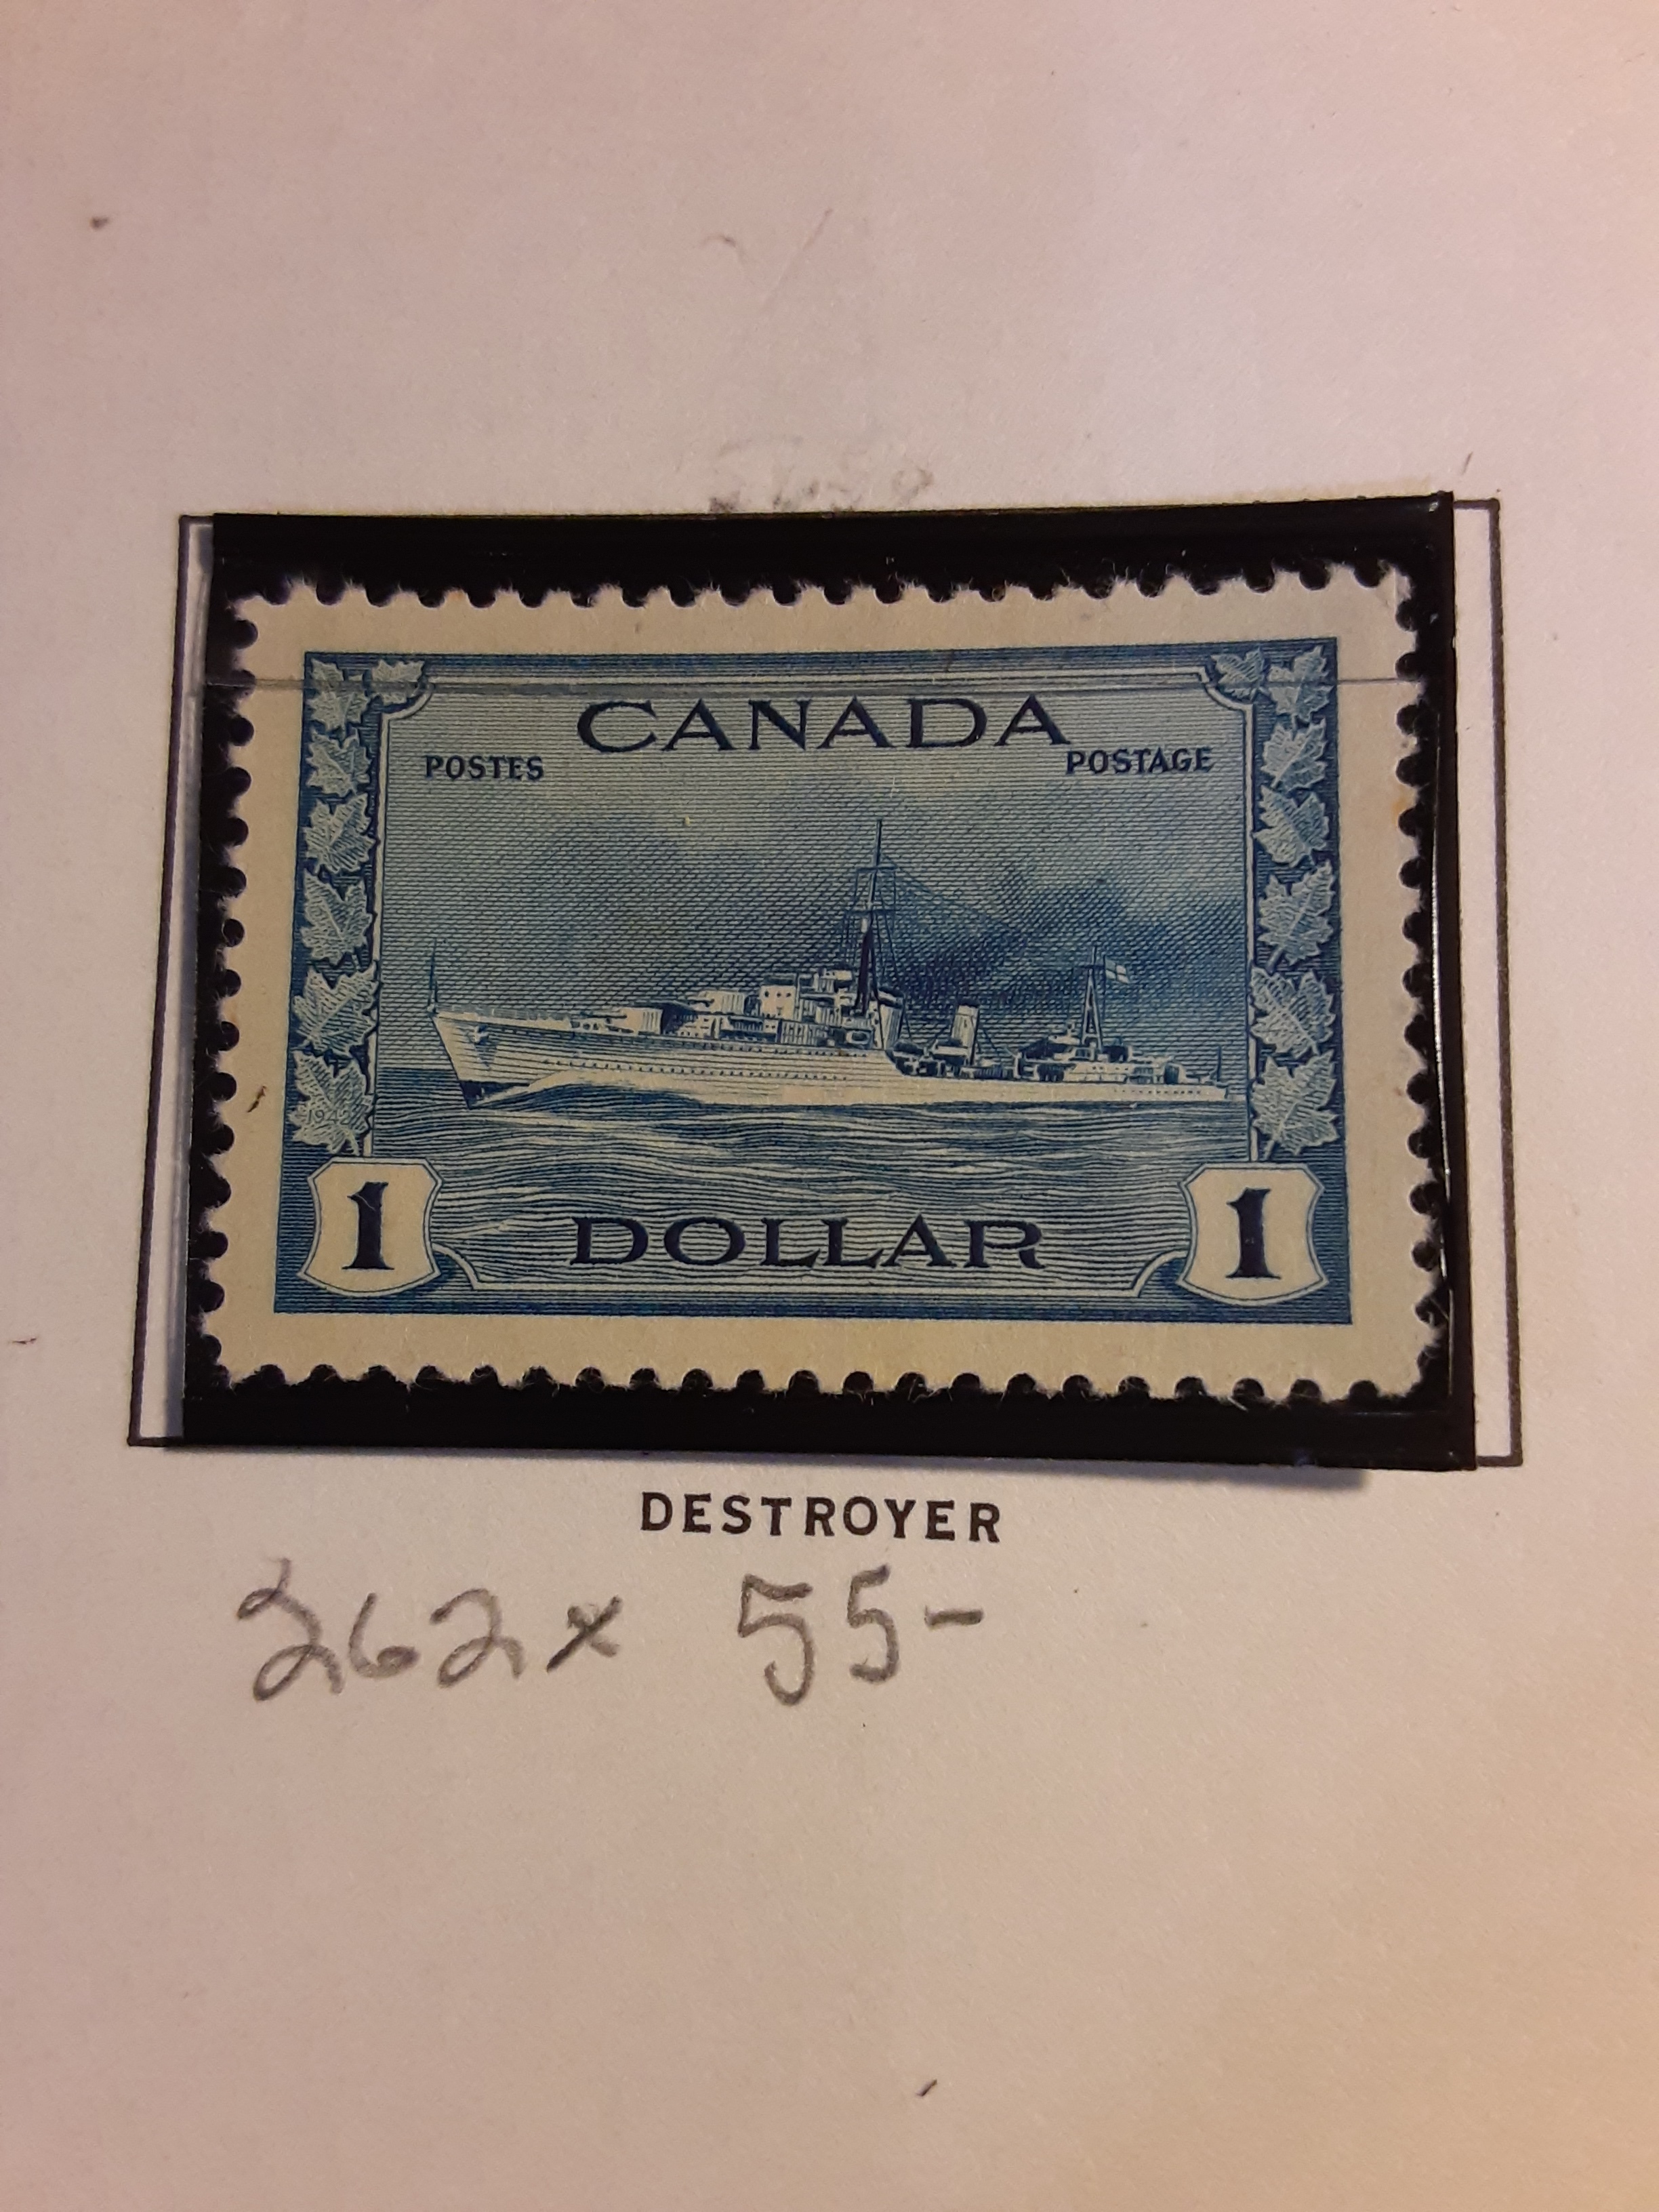 CANADA
POSTES POSTAGE
1 DOLLAR 1
DESTROYER
262x 55-